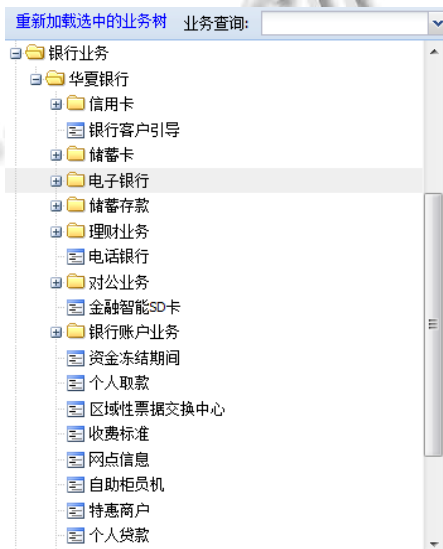 重新加载选中的业务树 业务查询:
银行业务
华夏银行
信用卡
银行客户引导
储蓄卡
电子银行
储蓄存款
理财业务
电话银行
对公业务
金融智能SD卡
银行账户业务
资金冻结期间
个人取款
区域性票据交换中心
收费标准
网点信息
自助柜员机
特惠商户
个人贷款